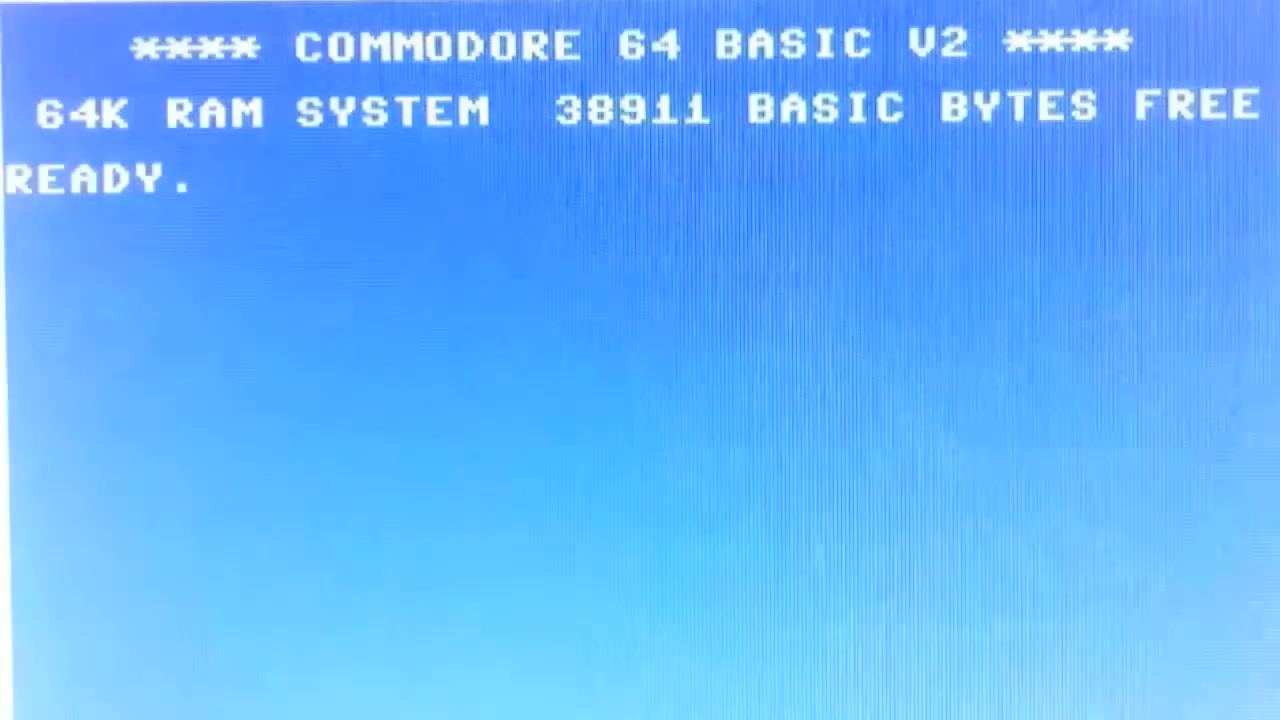 **** COMMODORE 64 BASIC V2 ****
64K RAM SYSTEM  38911 BASIC BYTES FREE
READY.